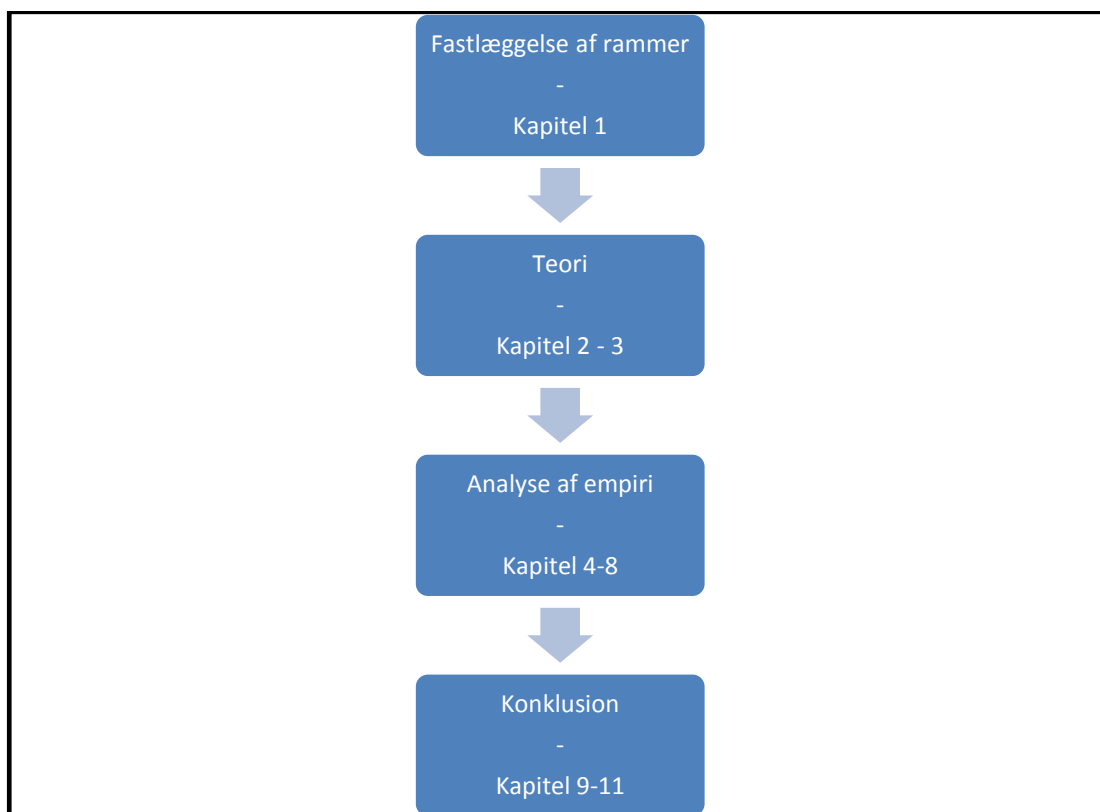 Fastlæggelse af rammer
-
Kapitel 1
Teori
-
Kapitel 2 - 3
Analyse af empiri
-
Kapitel 4-8
Konklusion
-
Kapitel 9-11